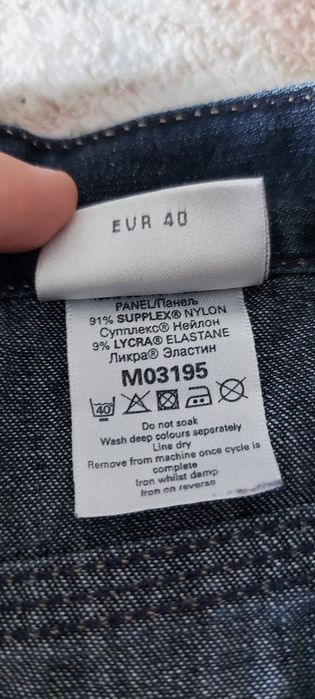 EUR 40
PANEL/Панель
91% SUPPLEX® NYLON
Супплекс® Нейлон
9% LYCRA® ELASTANE
Ликра® Эластин
M03195
40
Do not soak
Wash deep colours separately
Line dry
Remove from machine once cycle is
complete
Iron whilst damp
Iron on reverse